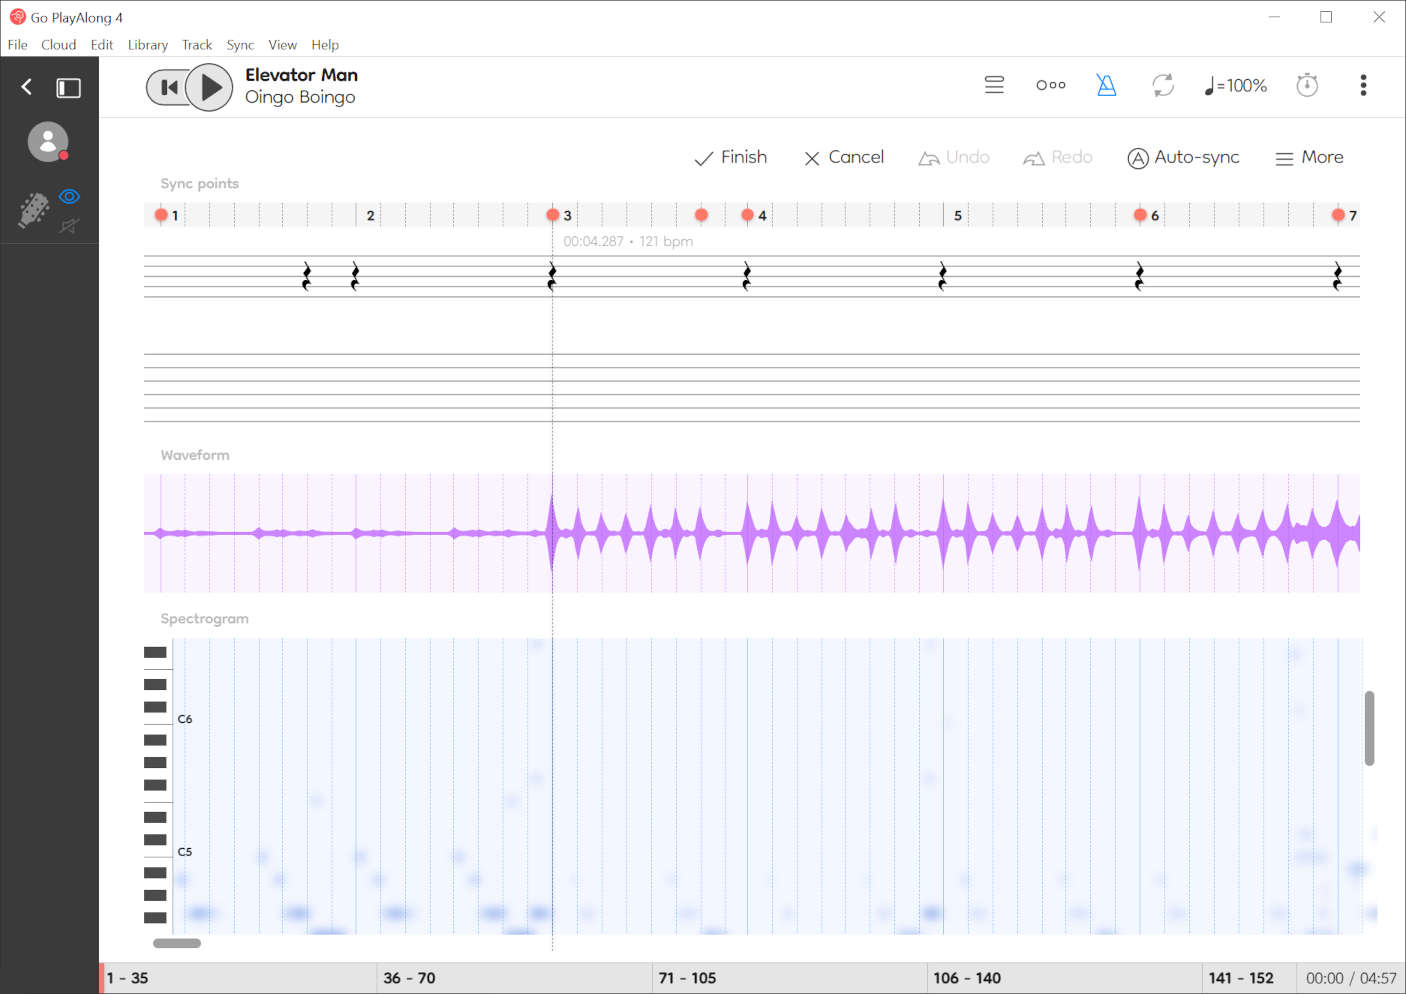 Go PlayAlong 4
File Cloud Edit Library Track Sync View Help
Elevator Man
Oingo Boingo
=100%
Finish Cancel Undo Redo A Auto-sync More
Sync points
1 2 3 4 5 6 7
00:04.287 • 121 bpm
Waveform
Spectrogram
C6
C5
1 - 35 36 - 70 71 - 105 106 - 140 141 - 152 00:00 / 04:57